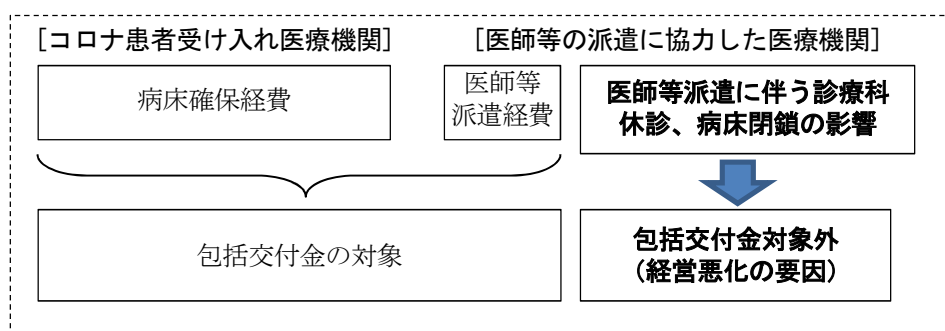 [コロナ患者受け入れ医療機関]
[医師等の派遣に協力した医療機関]
病床確保経費
医師等
派遣経費
医師等派遣に伴う診療科
休診、病床閉鎖の影響
包括交付金の対象
包括交付金対象外
（経営悪化の要因）